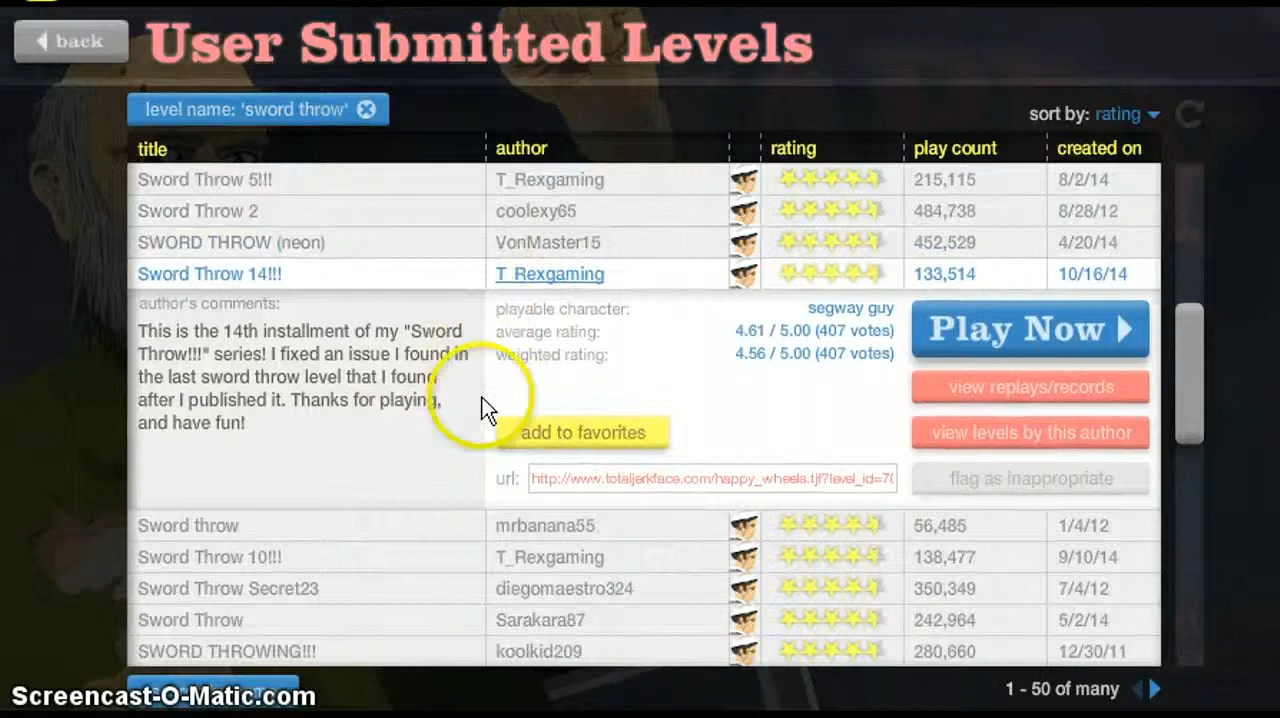 back
User Submitted Levels
level name: 'sword throw'
sort by: rating
title author rating play count created on
Sword Throw 5!!! T_Rexgaming 215,115 8/2/14
Sword Throw 2 coolexy65 484,738 8/28/12
SWORD THROW (neon) VonMaster15 452,529 4/20/14
Sword Throw 14!!! T_Rexgaming 133,514 10/16/14
author's comments:
This is the 14th installment of my "Sword
Throw!!!" series! I fixed an issue I found in
the last sword throw level that I found
after I published it. Thanks for playing,
and have fun!
playable character: segway guy
average rating: 4.61 / 5.00 (407 votes)
weighted rating: 4.56 / 5.00 (407 votes)
add to favorites
url: http://www.totaljerkface.com/happy_wheels.tjf?level_id=7(
Play Now
view replays/records
view levels by this author
flag as inappropriate
Sword throw mrbanana55 56,485 1/4/12
Sword Throw 10!!! T_Rexgaming 138,477 9/10/14
Sword Throw Secret23 diegomaestro324 350,349 7/4/12
Sword Throw Sarakara87 242,964 5/2/14
SWORD THROWING!!! koolkid209 280,660 12/30/11
Screencast-O-Matic.com
1 - 50 of many